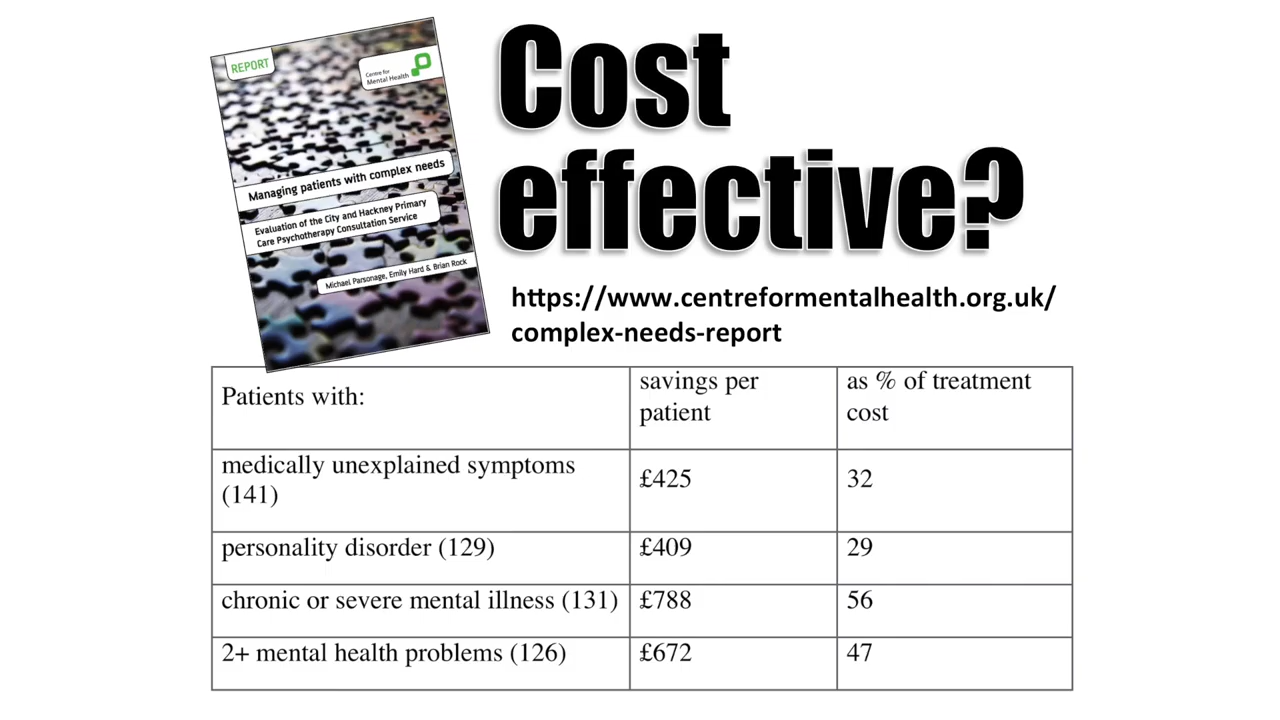 REPORT
Centre for
Mental Health
Managing patients with complex needs
Evaluation of the City and Hackney Primary
Care Psychotherapy Consultation Service
Michael Parsonage, Emily Hard & Brian Rock
Cost
effective?
https://www.centreformentalhealth.org.uk/
complex-needs-report
Patients with:
savings per
patient
as % of treatment
cost
medically unexplained symptoms
(141)
£425
32
personality disorder (129)
£409
29
chronic or severe mental illness (131)
£788
56
2+ mental health problems (126)
£672
47